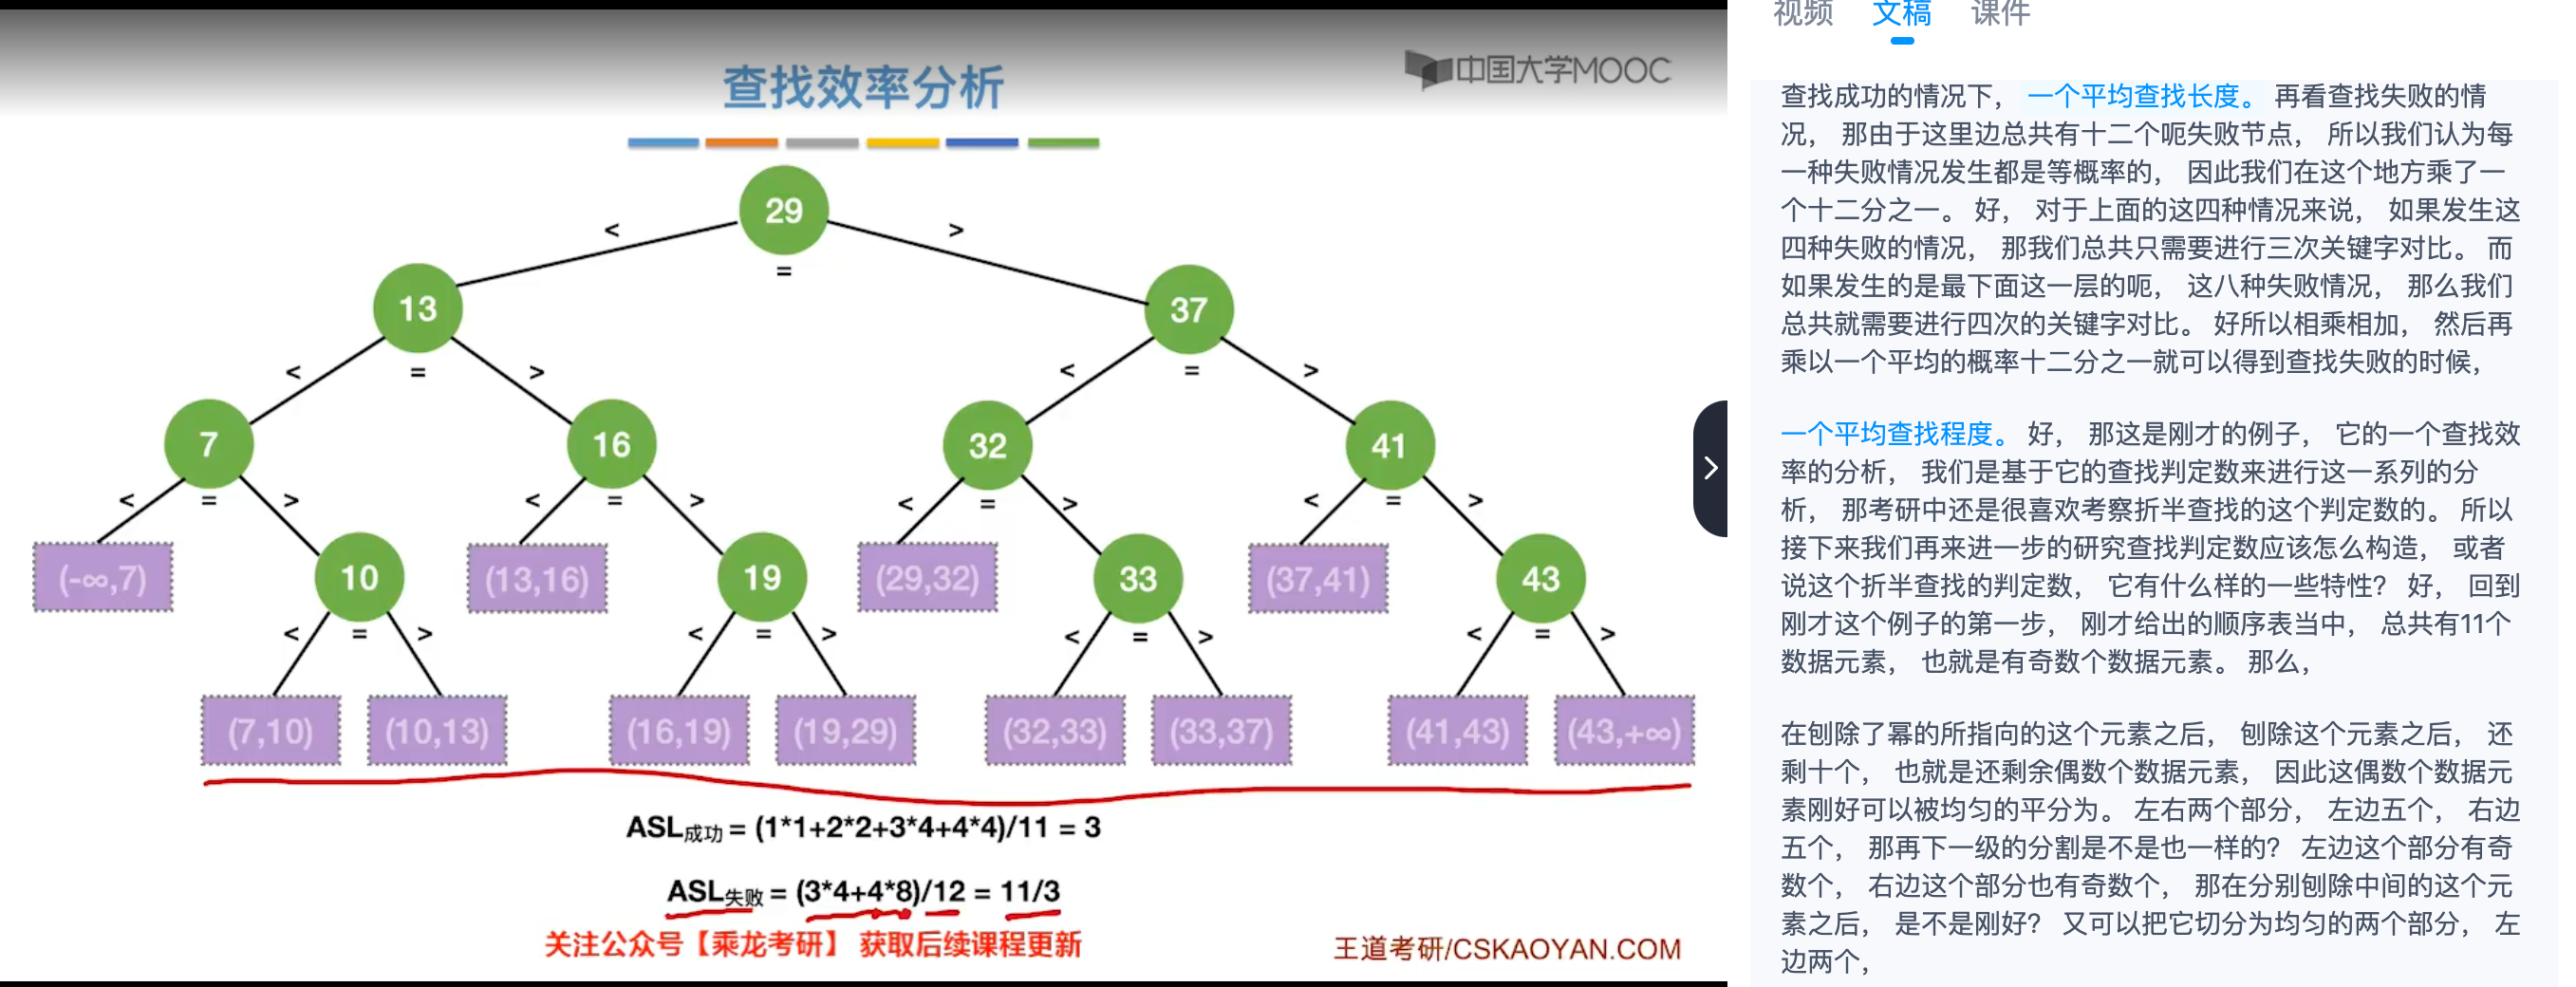 查找效率分析
中国大学MOOC
29
< >
=
13 37
< = > < = >
7 16 32 41
< = > < = > < = > < = >
(-∞,7) 10 (13,16) 19 (29,32) 33 (37,41) 43
< = > < = > < = > < = >
(7,10) (10,13) (16,19) (19,29) (32,33) (33,37) (41,43) (43,+∞)
ASL成功 = (1*1+2*2+3*4+4*4)/11 = 3
ASL失败 = (3*4+4*8)/12 = 11/3
关注公众号【乘龙考研】 获取后续课程更新
王道考研/CSKAOYAN.COM
视频 文稿 课件
查找成功的情况下， 一个平均查找长度。 再看查找失败的情
况， 那由于这里边总共有十二个呃失败节点， 所以我们认为每
一种失败情况发生都是等概率的， 因此我们在这个地方乘了一
个十二分之一。 好， 对于上面的这四种情况来说， 如果发生这
四种失败的情况， 那我们总共只需要进行三次关键字对比。 而
如果发生的是最下面这一层的呃， 这八种失败情况， 那么我们
总共就需要进行四次的关键字对比。 好所以相乘相加， 然后再
乘以一个平均的概率十二分之一就可以得到查找失败的时候，
一个平均查找程度。 好， 那这是刚才的例子， 它的一个查找效
率的分析， 我们是基于它的查找判定数来进行这一系列的分
析， 那考研中还是很喜欢考察折半查找的这个判定数的。 所以
接下来我们再来进一步的研究查找判定数应该怎么构造， 或者
说这个折半查找的判定数， 它有什么样的一些特性？ 好， 回到
刚才这个例子的第一步， 刚才给出的顺序表当中， 总共有11个
数据元素， 也就是有奇数个数据元素。 那么，
在刨除了幂的所指向的这个元素之后， 刨除这个元素之后， 还
剩十个， 也就是还剩余偶数个数据元素， 因此这偶数个数据元
素刚好可以被均匀的平分为。 左右两个部分， 左边五个， 右边
五个， 那再下一级的分割是不是也一样的？ 左边这个部分有奇
数个， 右边这个部分也有奇数个， 那在分别刨除中间的这个元
素之后， 是不是刚好？ 又可以把它切分为均匀的两个部分， 左
边两个，